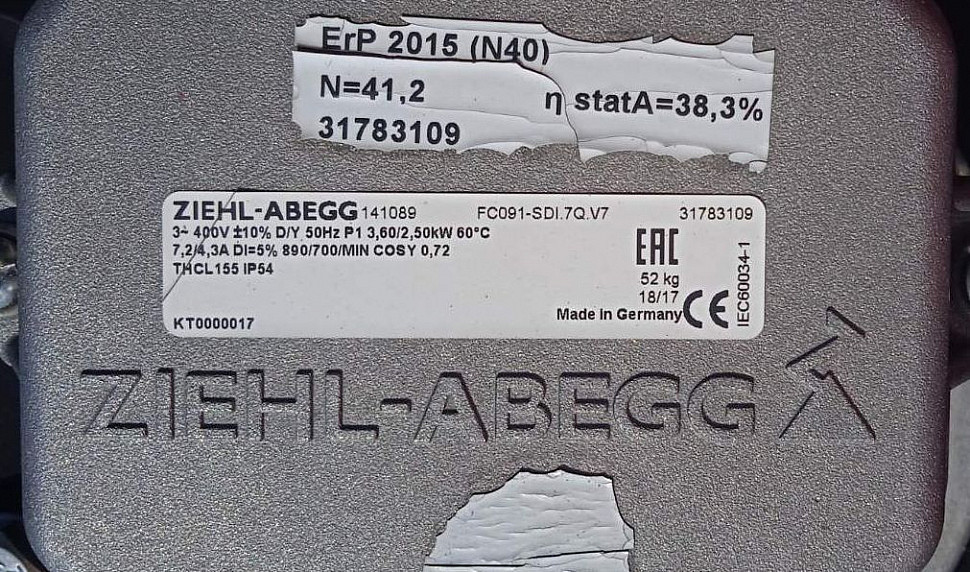 ErP 2015 (N40)
N=41,2 η statA=38,3%
31783109
ZIEHL-ABEGG 141089 FC091-SDI.7Q.V7 31783109
3~ 400V ±10% D/Y 50Hz P1 3,60/2,50kW 60°C
7,2/4,3A DI=5% 890/700/MIN COSY 0,72
THCL155 IP54
EAC
52 kg
18/17
Made in Germany CE
IEC60034-1
KT0000017
ZIEHL-ABEGG